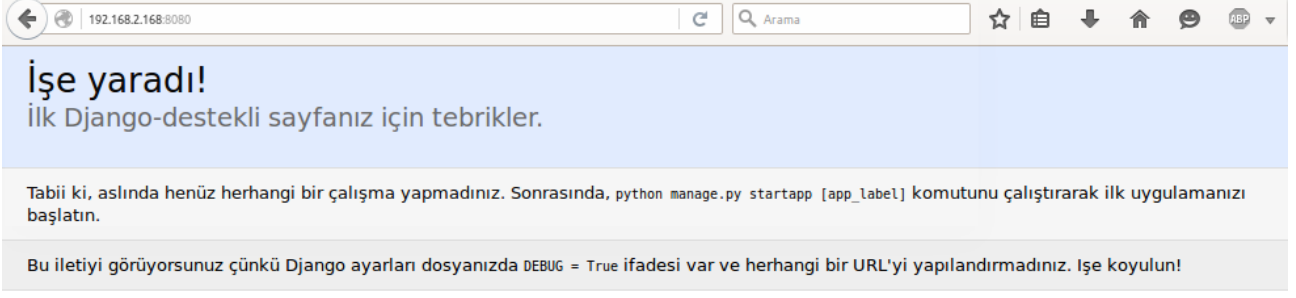 192.168.2.168:8080
Arama
ABP
İşe yaradı!
İlk Django-destekli sayfanız için tebrikler.
Tabii ki, aslında henüz herhangi bir çalışma yapmadınız. Sonrasında, python manage.py startapp [app_label] komutunu çalıştırarak ilk uygulamanızı
başlatın.
Bu iletiyi görüyorsunuz çünkü Django ayarları dosyanızda DEBUG = True ifadesi var ve herhangi bir URL'yi yapılandırmadınız. Işe koyulun!